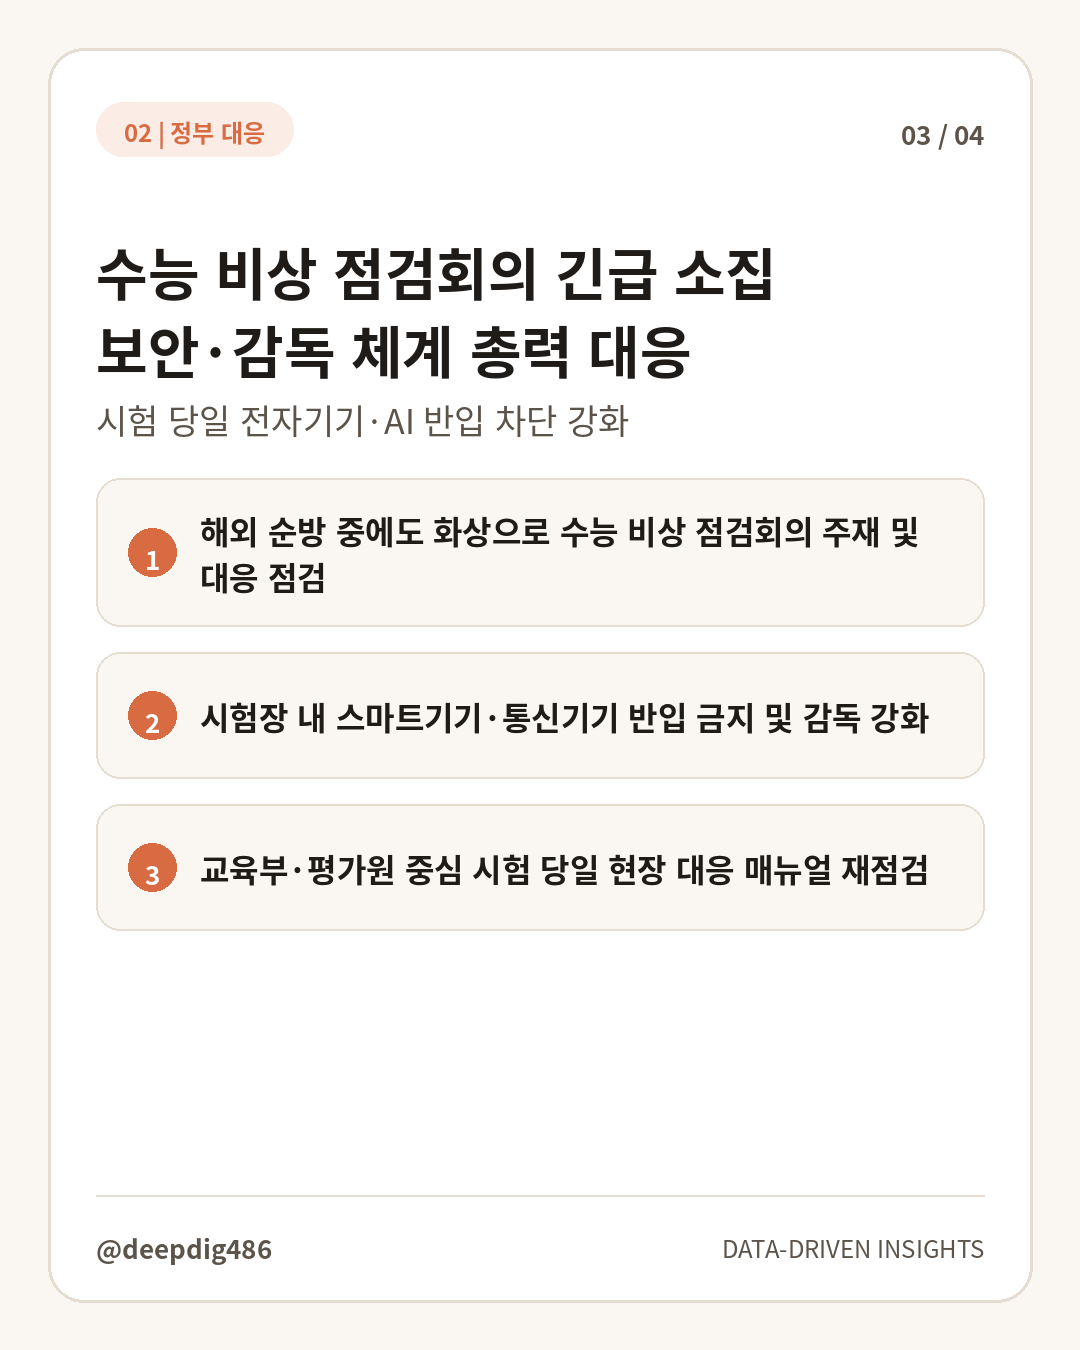 02 | 정부 대응
03 / 04
수능 비상 점검회의 긴급 소집
보안·감독 체계 총력 대응
시험 당일 전자기기·AI 반입 차단 강화
1
해외 순방 중에도 화상으로 수능 비상 점검회의 주재 및
대응 점검
2
시험장 내 스마트기기·통신기기 반입 금지 및 감독 강화
3
교육부·평가원 중심 시험 당일 현장 대응 매뉴얼 재점검
@deepdig486
DATA-DRIVEN INSIGHTS